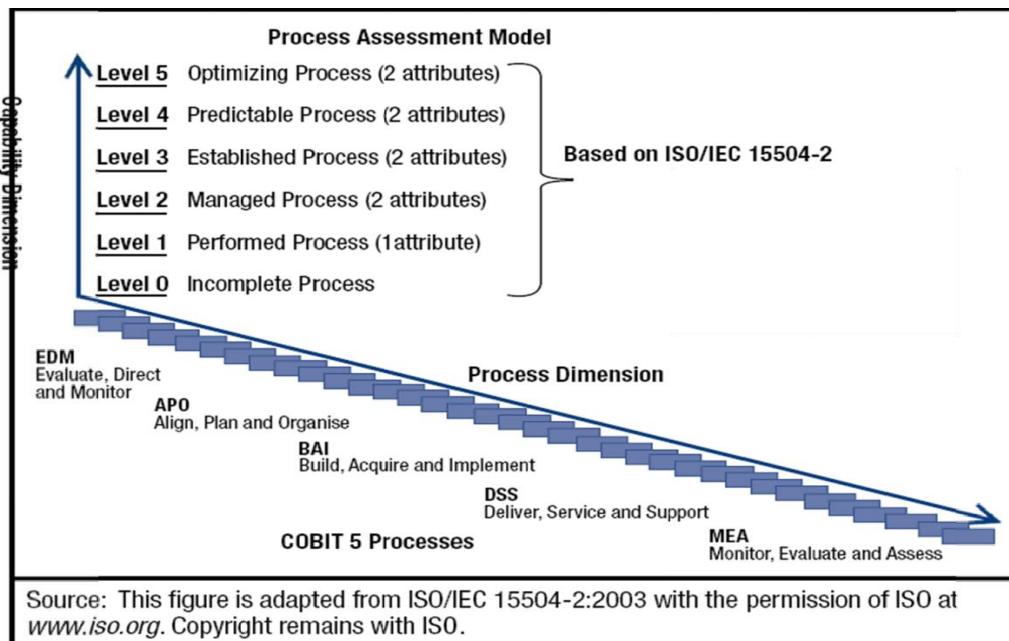 Process Assessment Model
Level 5 Optimizing Process (2 attributes)
Level 4 Predictable Process (2 attributes)
Level 3 Established Process (2 attributes)
Level 2 Managed Process (2 attributes)
Level 1 Performed Process (1attribute)
Level 0 Incomplete Process
Capability Dimension
Based on ISO/IEC 15504-2
Process Dimension
EDM
Evaluate, Direct
and Monitor
APO
Align, Plan and Organise
BAI
Build, Acquire and Implement
DSS
Deliver, Service and Support
MEA
Monitor, Evaluate and Assess
COBIT 5 Processes
Source: This figure is adapted from ISO/IEC 15504-2:2003 with the permission of ISO at
www.iso.org. Copyright remains with ISO.